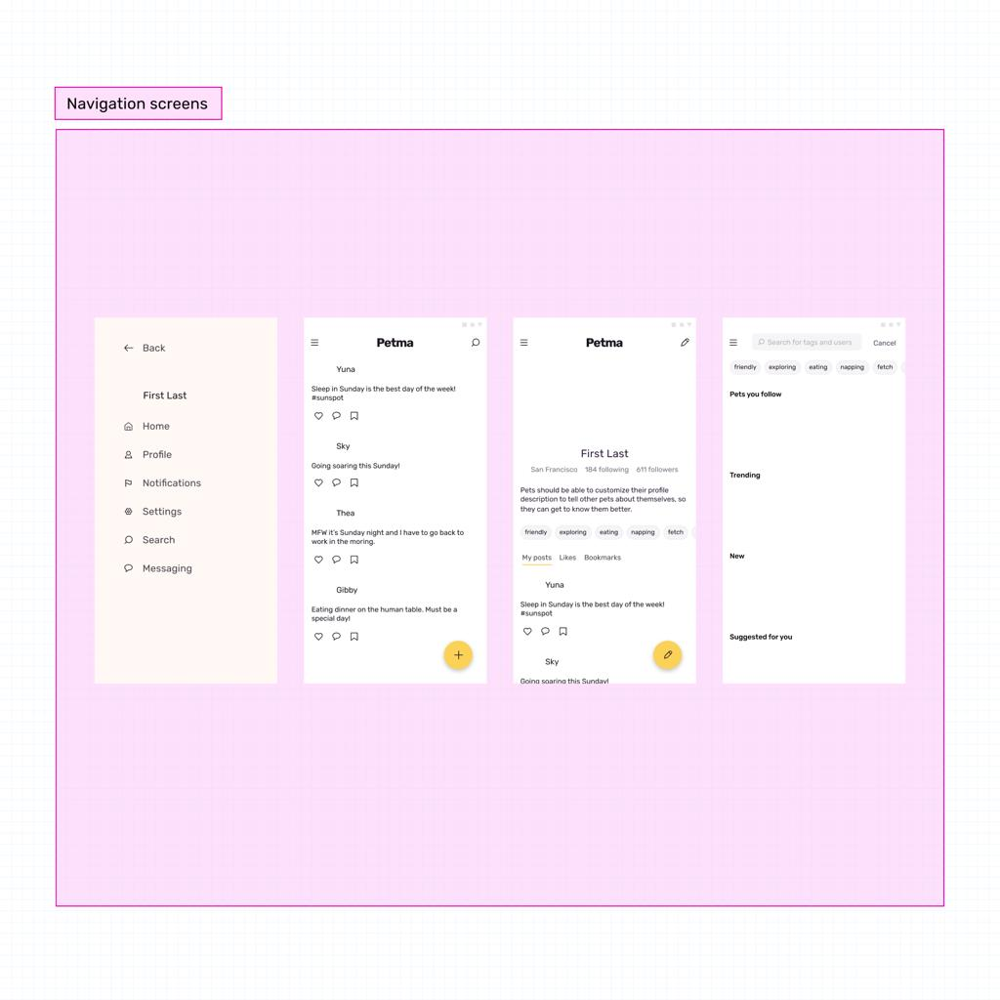 Navigation screens
Back
First Last
Home
Profile
Notifications
Settings
Search
Messaging
Petma
Yuna
Sleep in Sunday is the best day of the week!
#sunspot
Sky
Going soaring this Sunday!
Thea
MFW it's Sunday night and I have to go back to
work in the moring.
Gibby
Eating dinner on the human table. Must be a
special day!
Petma
First Last
San Francisco 184 following 611 followers
Pets should be able to customize their profile
description to tell other pets about themselves, so
they can get to know them better.
friendly exploring eating napping fetch
My posts Likes Bookmarks
Yuna
Sleep in Sunday is the best day of the week!
#sunspot
Sky
Going soaring this Sunday!
Search for tags and users Cancel
friendly exploring eating napping fetch
Pets you follow
Trending
New
Suggested for you